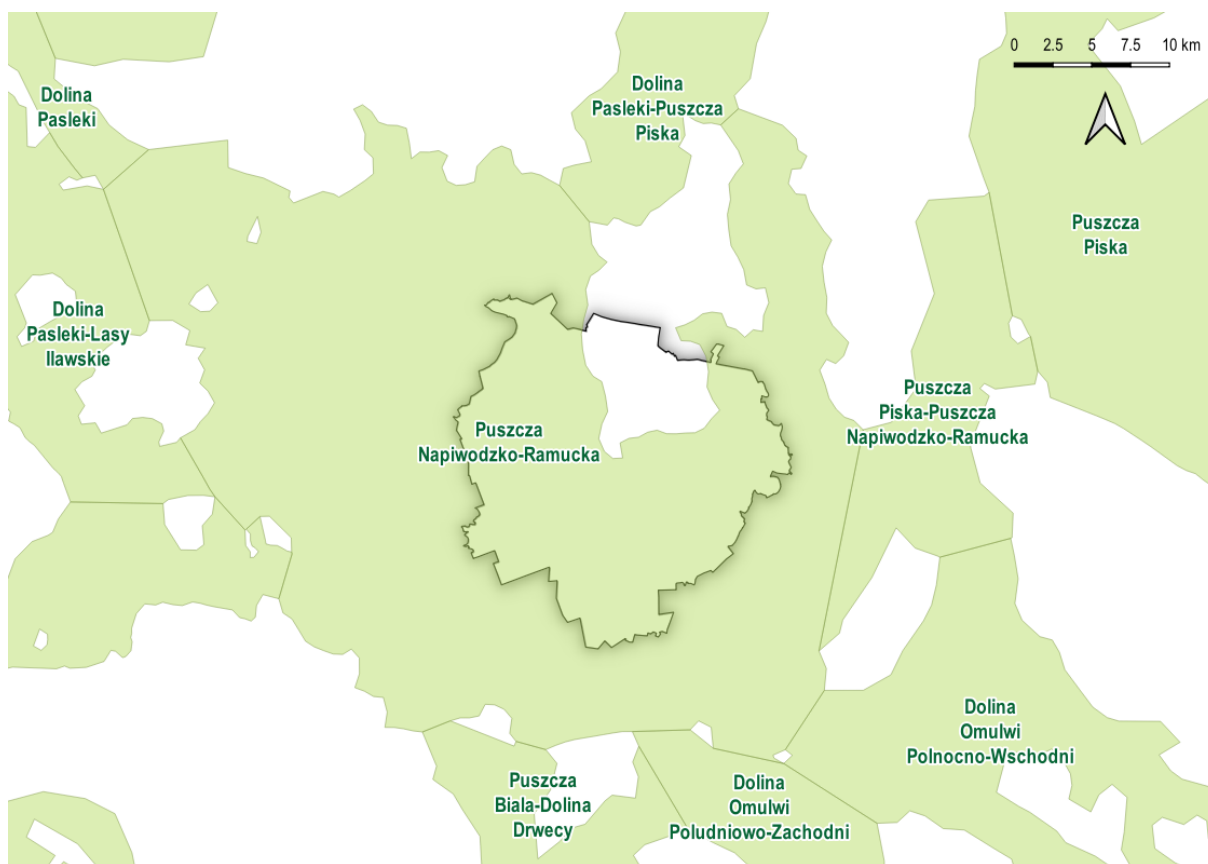 0 2.5 5 7.5 10 km
Dolina
Pasleki
Dolina
Pasleki-Puszcza
Piska
Puszcza
Piska
Dolina
Pasleki-Lasy
Ilawskie
Puszcza
Napiwodzko-Ramucka
Puszcza
Piska-Puszcza
Napiwodzko-Ramucka
Dolina
Omulwi
Polnocno-Wschodni
Puszcza
Biala-Dolina
Drwecy
Dolina
Omulwi
Poludniowo-Zachodni